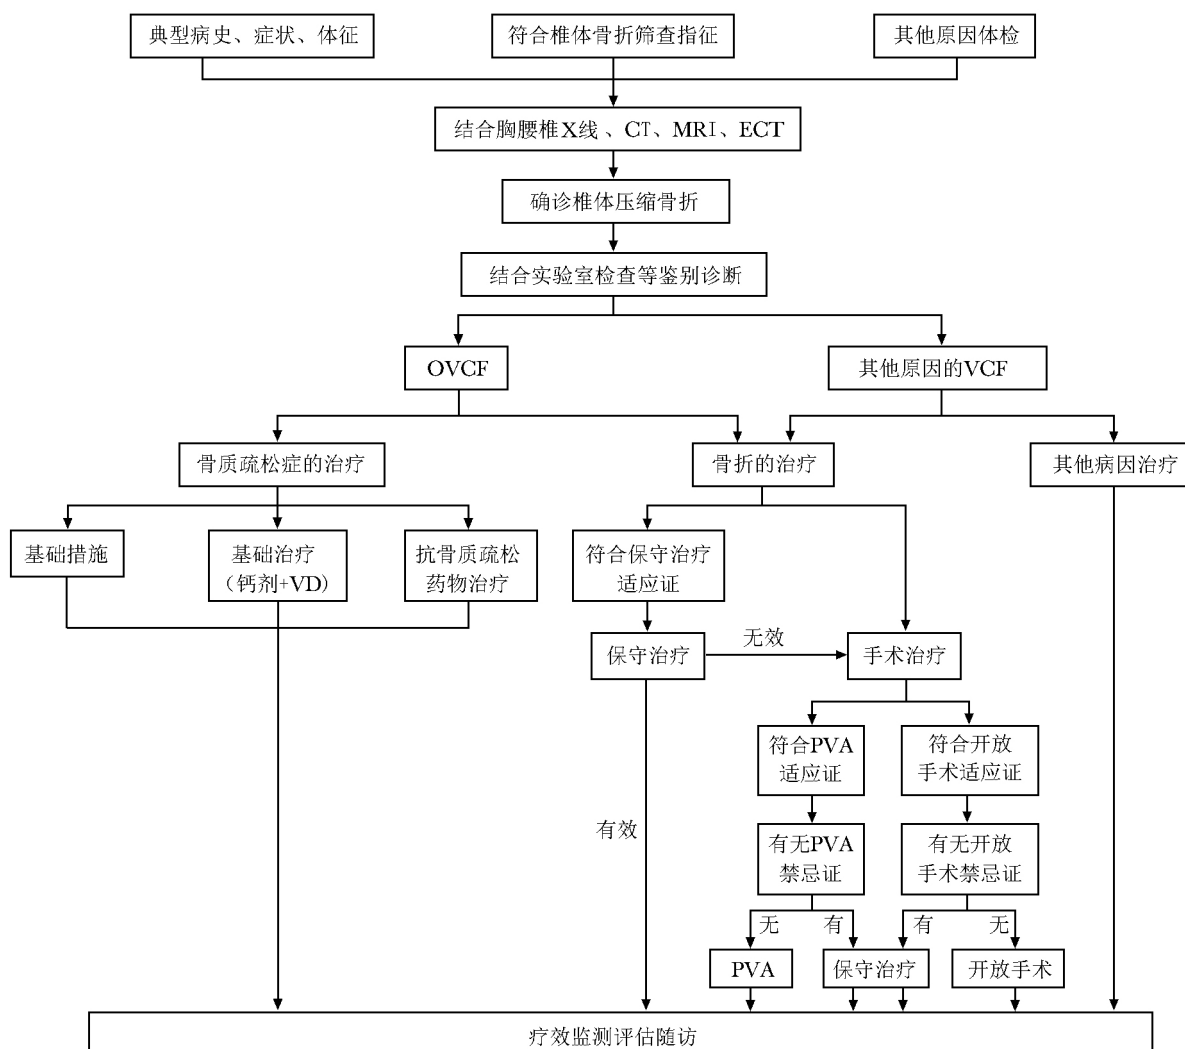 典型病史、症状、体征
符合椎体骨折筛查指征
其他原因体检
结合胸腰椎X线、CT、MRI、ECT
确诊椎体压缩骨折
结合实验室检查等鉴别诊断
OVCF
其他原因的VCF
骨质疏松症的治疗
骨折的治疗
其他病因治疗
基础措施
基础治疗
（钙剂+VD）
抗骨质疏松
药物治疗
符合保守治疗
适应证
保守治疗
无效
手术治疗
符合PVA
适应证
符合开放
手术适应证
有效
有无PVA
禁忌证
有无开放
手术禁忌证
无
有
有
无
PVA
保守治疗
开放手术
疗效监测评估随访